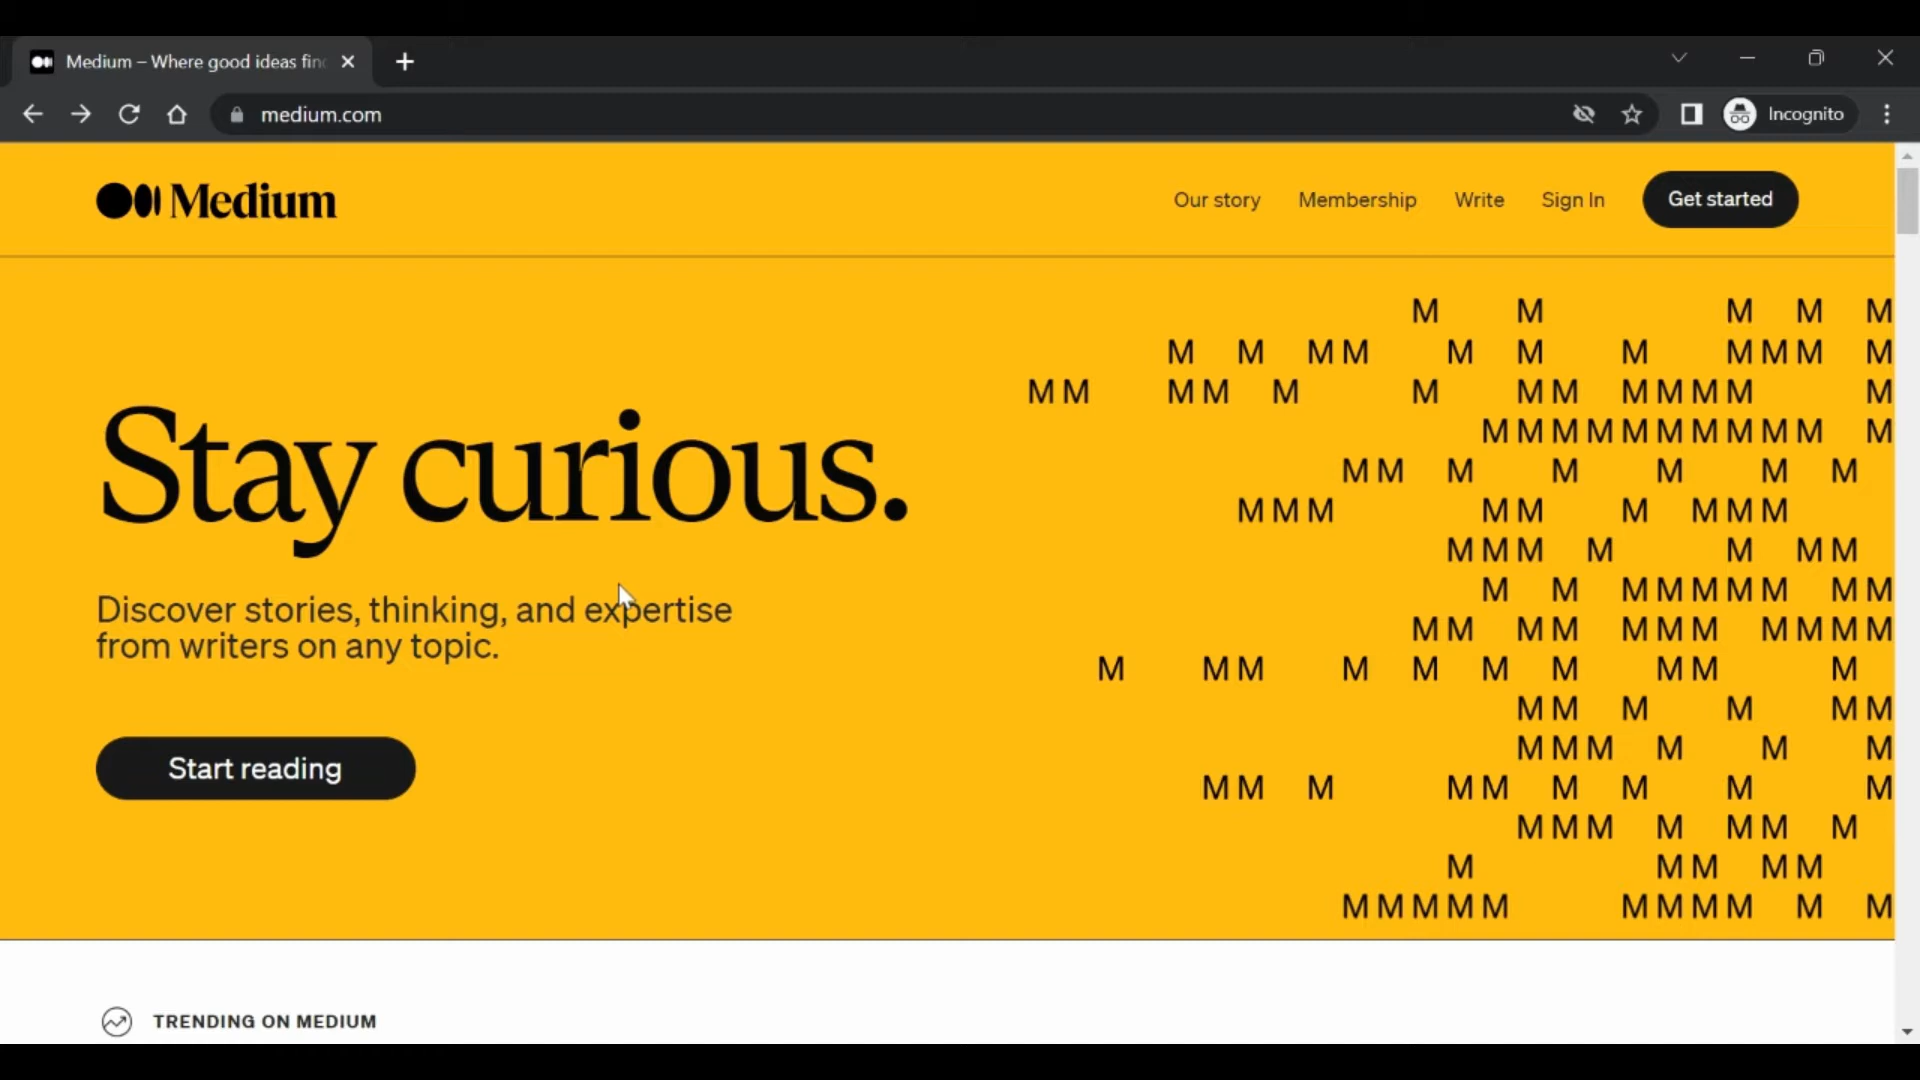 Medium – Where good ideas fin
medium.com
Incognito
Medium
Our story
Membership
Write
Sign In
Get started
M M M M M
M M M M M M M M M M M
M M M M M M M M M M M M M
M M M M M M M M M M M
M M M M M M M
M M M M M M M M M
M M M M M M M
M M M M M M M M M
M M M M M M M M M M M
M M M M M M M M M
M M M M M M
M M M M M M
M M M M M M M M M
M M M M M M M
M M M M M
M M M M M M M M M M M
Stay curious.
Discover stories, thinking, and expertise
from writers on any topic.
Start reading
TRENDING ON MEDIUM